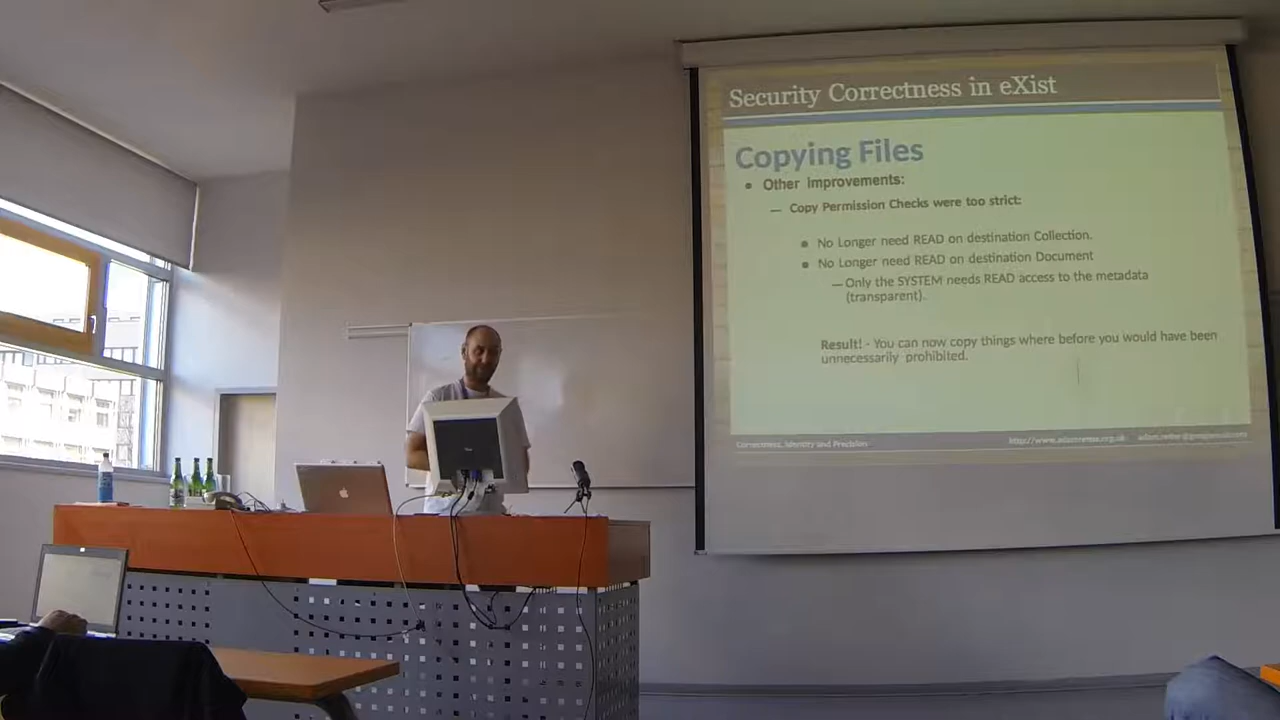 Security Correctness in eXist
Copying Files
• Other Improvements:
— Copy Permission Checks were too strict:
• No Longer need READ on destination Collection.
• No Longer need READ on destination Document
— Only the SYSTEM needs READ access to the metadata
(transparent).
Result! - You can now copy things where before you would have been
unnecessarily prohibited.
Correctness, Identity and Precision